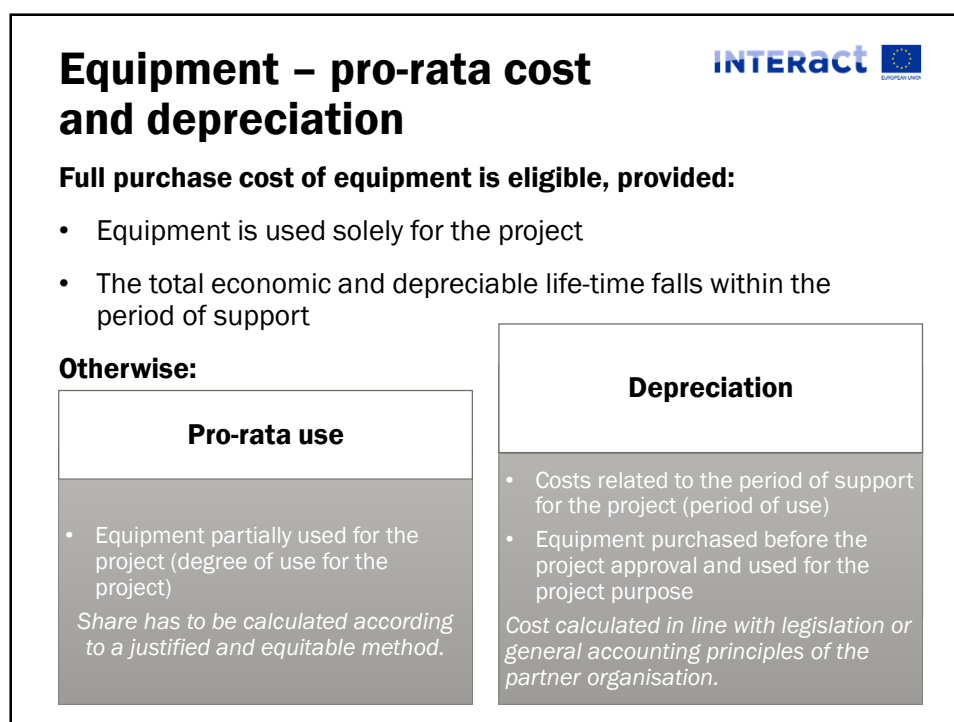 Equipment – pro-rata cost
and depreciation
INTERact
EUROPEAN UNION
Full purchase cost of equipment is eligible, provided:
• Equipment is used solely for the project
• The total economic and depreciable life-time falls within the
period of support
Otherwise:
Pro-rata use
• Equipment partially used for the
project (degree of use for the
project)
Share has to be calculated according
to a justified and equitable method.
Depreciation
• Costs related to the period of support
for the project (period of use)
• Equipment purchased before the
project approval and used for the
project purpose
Cost calculated in line with legislation or
general accounting principles of the
partner organisation.